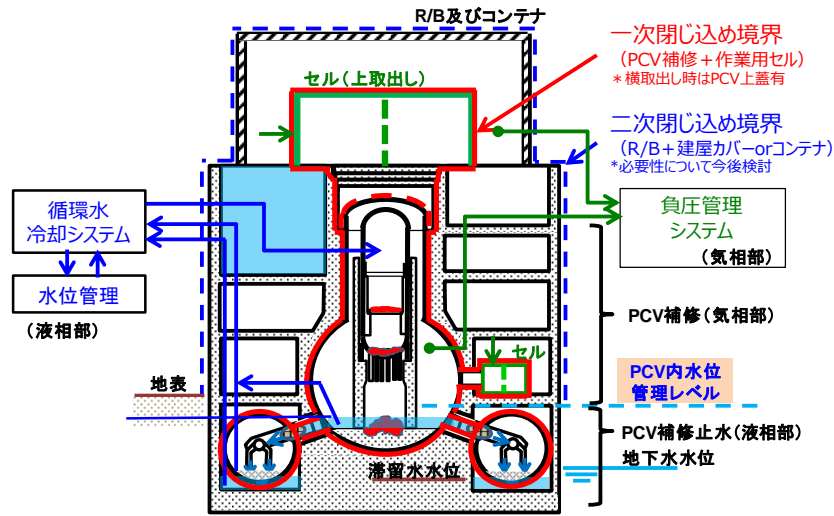 R/B及びコンテナ
一次閉じ込め境界
(PCV補修+作業用セル)
*横取出し時はPCV上蓋有
セル(上取出し)
二次閉じ込め境界
(R/B+建屋カバーorコンテナ)
*必要性について今後検討
循環水
冷却システム
負圧管理
システム
(気相部)
水位管理
(液相部)
PCV補修(気相部)
セル
PCV内水位
管理レベル
地表
PCV補修止水(液相部)
地下水水位
滞留水水位